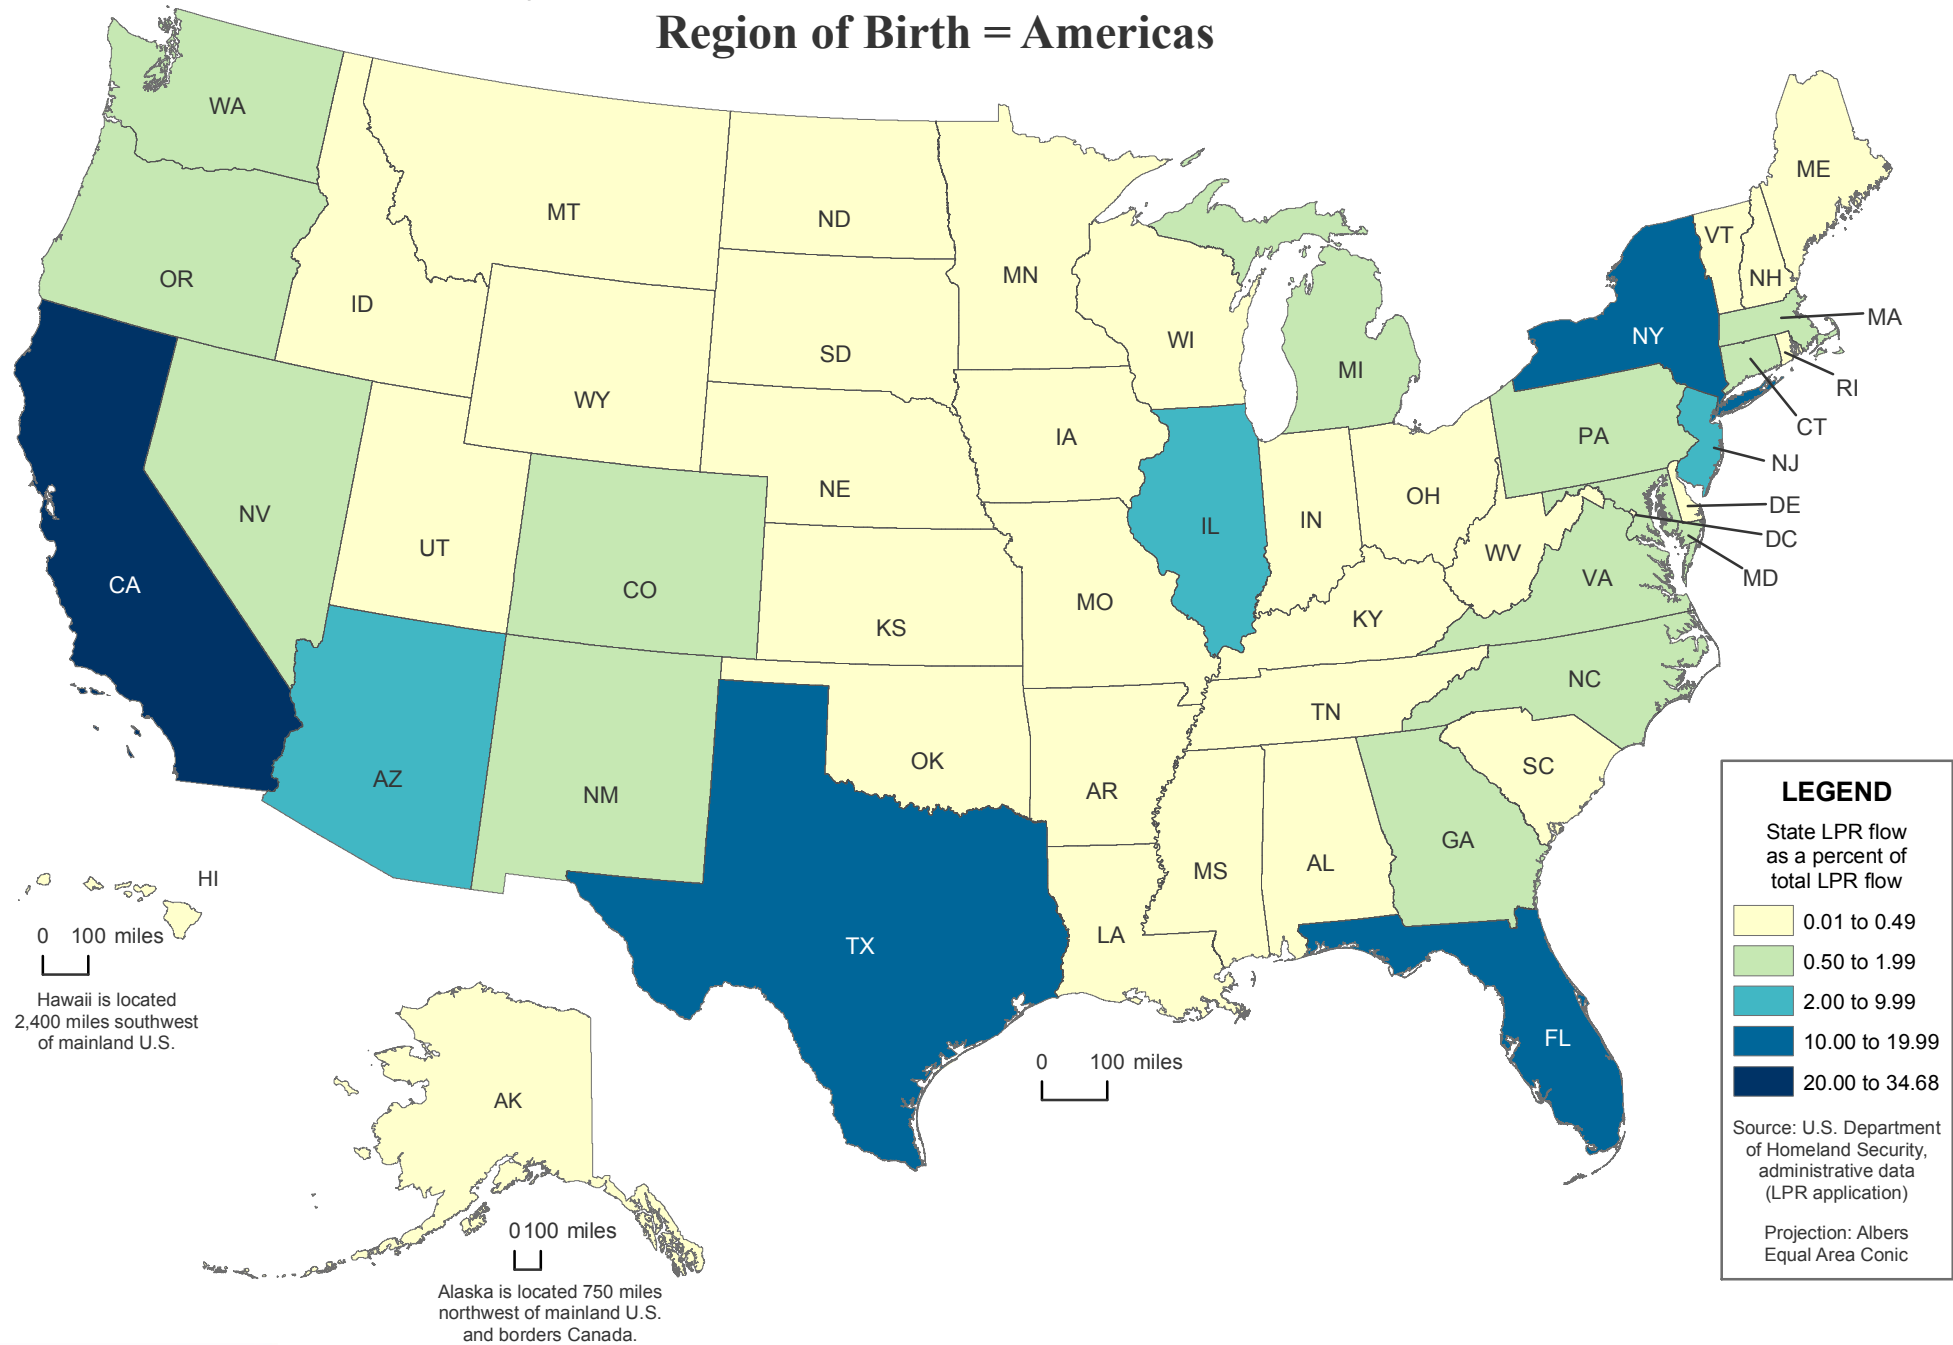 Region of Birth = Americas
WA
OR
CA
NV
ID
MT
WY
UT
CO
AZ
NM
ND
SD
NE
KS
OK
TX
MN
IA
MO
AR
LA
WI
IL
MI
IN
OH
KY
TN
MS
AL
GA
FL
SC
NC
VA
WV
PA
NY
VT
NH
ME
MA
RI
CT
NJ
DE
DC
MD
HI
0 100 miles
Hawaii is located
2,400 miles southwest
of mainland U.S.
AK
0 100 miles
Alaska is located 750 miles
northwest of mainland U.S.
and borders Canada.
0 100 miles
LEGEND
State LPR flow
as a percent of
total LPR flow
0.01 to 0.49
0.50 to 1.99
2.00 to 9.99
10.00 to 19.99
20.00 to 34.68
Source: U.S. Department
of Homeland Security,
administrative data
(LPR application)
Projection: Albers
Equal Area Conic